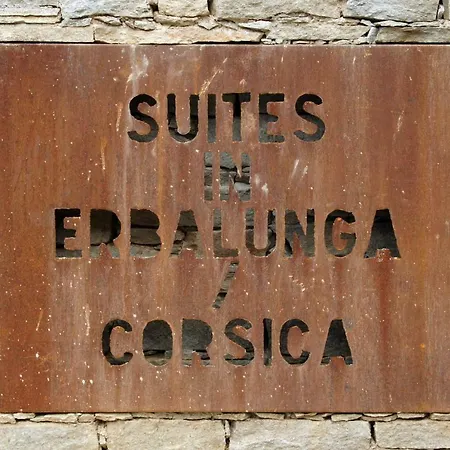 SUITES
IN
ERBALUNGA
/
CORSICA